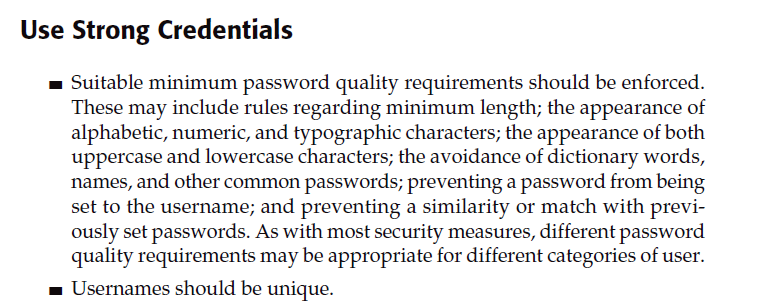 Use Strong Credentials
■ Suitable minimum password quality requirements should be enforced.
These may include rules regarding minimum length; the appearance of
alphabetic, numeric, and typographic characters; the appearance of both
uppercase and lowercase characters; the avoidance of dictionary words,
names, and other common passwords; preventing a password from being
set to the username; and preventing a similarity or match with previ-
ously set passwords. As with most security measures, different password
quality requirements may be appropriate for different categories of user.
■ Usernames should be unique.